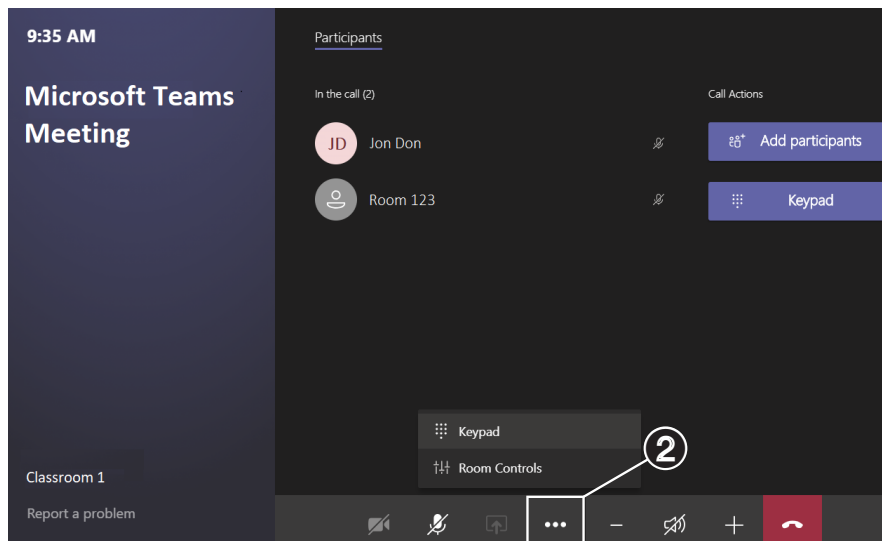 9:35 AM
Microsoft Teams
Meeting
Participants
In the call (2)
Call Actions
JD Jon Don
Add participants
Room 123
Keypad
Keypad
Room Controls
2
Classroom 1
Report a problem